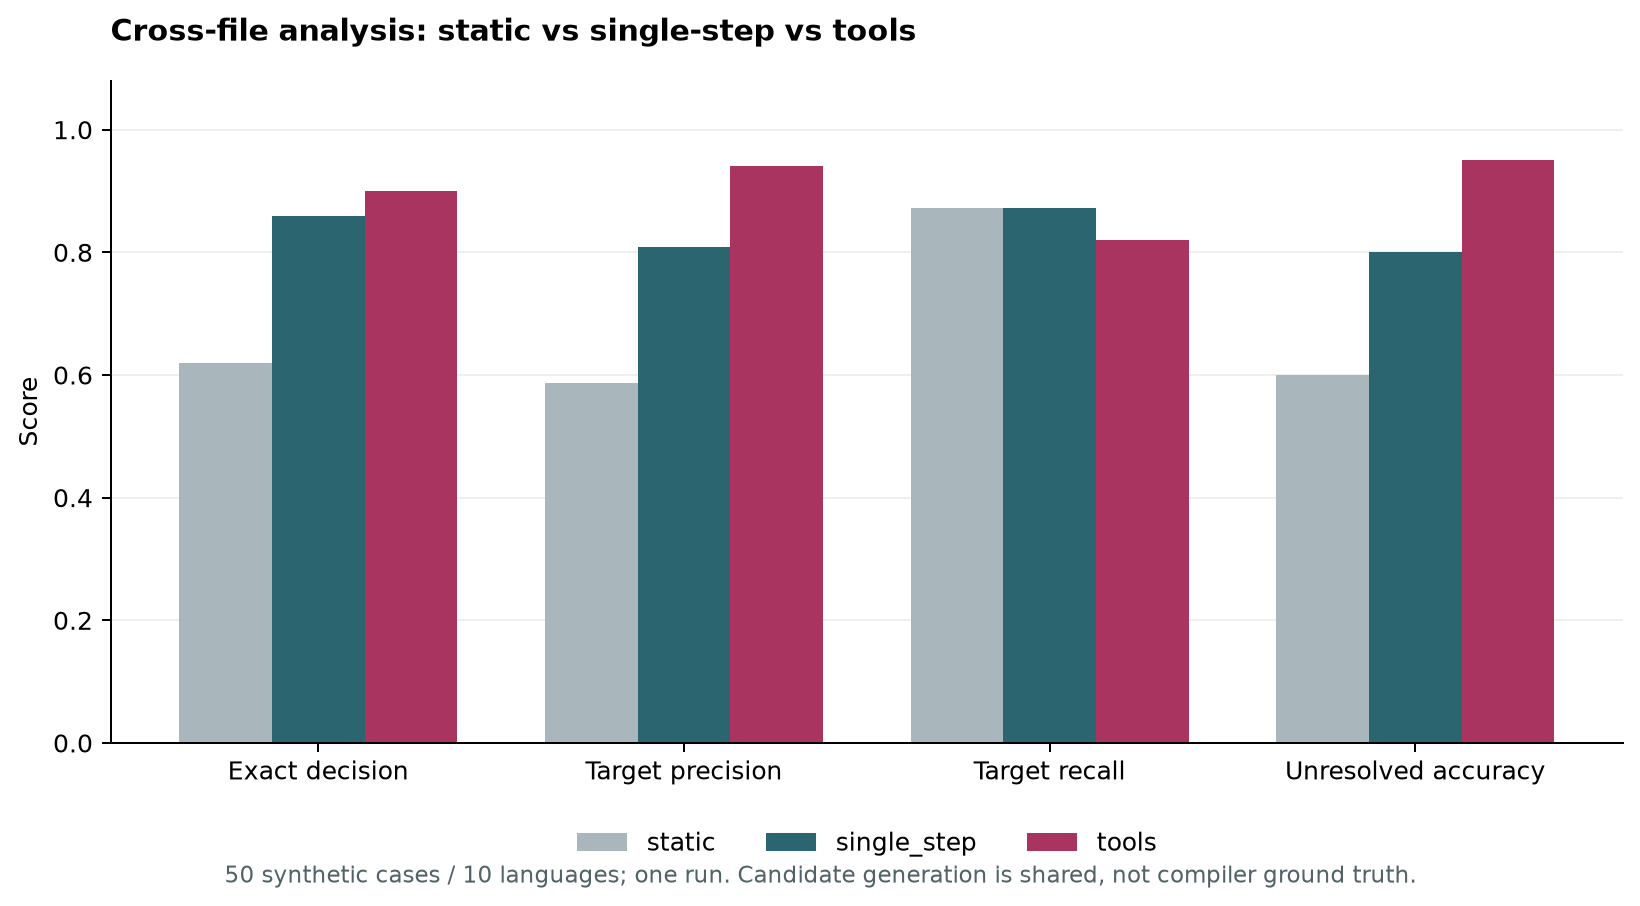 Cross-file analysis: static vs single-step vs tools
1.0
0.8
0.6
0.4
0.2
0.0
Score
Exact decision
Target precision
Target recall
Unresolved accuracy
static
single_step
tools
50 synthetic cases / 10 languages; one run. Candidate generation is shared, not compiler ground truth.